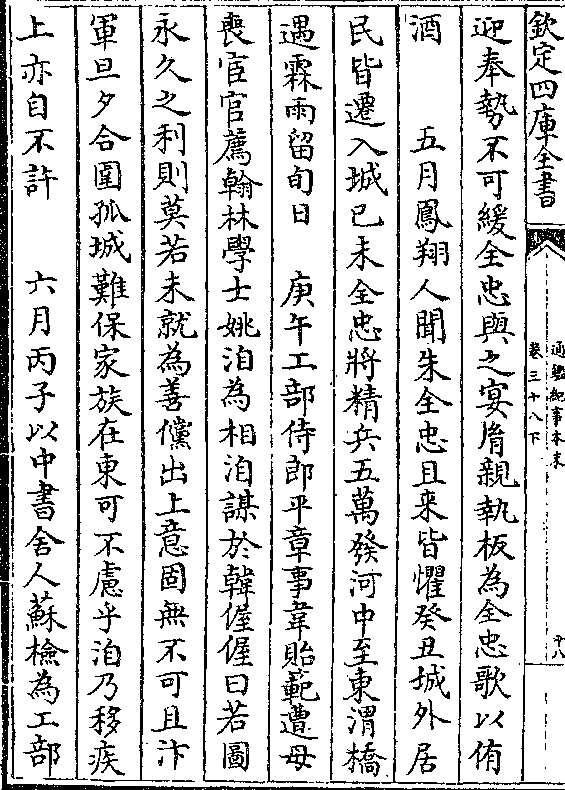 欽定四庫全書
通鑑紀事本末
卷三十八下
十八
迎奉勢不可緩全忠與之宴脩親執板為全忠歌以侑
酒　五月鳳翔人聞朱全忠且来皆懼癸丑城外居
民皆遷入城己未全忠將精兵五萬發河中至東渭橋
遇霖雨留旬日　庚午工部侍郎平章事韋貽範遭母
喪宦官薦翰林學士姚洎為相洎謀於韓偓偓曰若圖
永久之利則莫若未就為善儻出上意固無不可且汴
軍旦夕合圍孤城難保家族在東可不慮乎洎乃移疾
上亦自不許　六月丙子以中書舍人蘇檢為工部